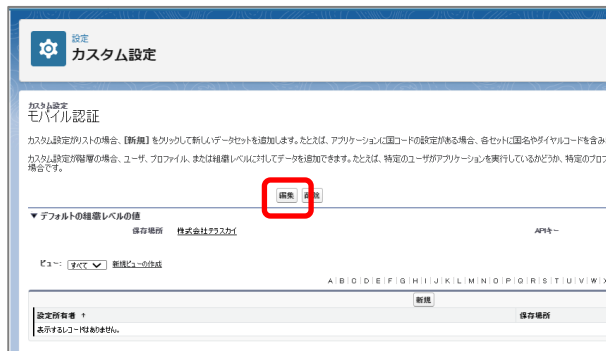 設定
カスタム設定
カスタム設定
モバイル認証
カスタム設定がリストの場合、[新規] をクリックして新しいデータセットを追加します。たとえば、アプリケーションに国コードの設定がある場合、各セットに国名やダイヤルコードを含み
カスタム設定が階層の場合、ユーザ、プロファイル、または組織レベルに対してデータを追加できます。たとえば、特定のユーザがアプリケーションを実行しているかどうか、特定のプロフ
場合です。
編集 削除
▼ デフォルトの組織レベルの値
保存場所 株式会社テラスカイ APIキー
ビュー: すべて 新規ビューの作成
A | B | C | D | E | F | G | H | I | J | K | L | M | N | O | P | Q | R | S | T | U | V | W | X
新規
設定所有者 ↑ 保存場所
表示するレコードはありません。